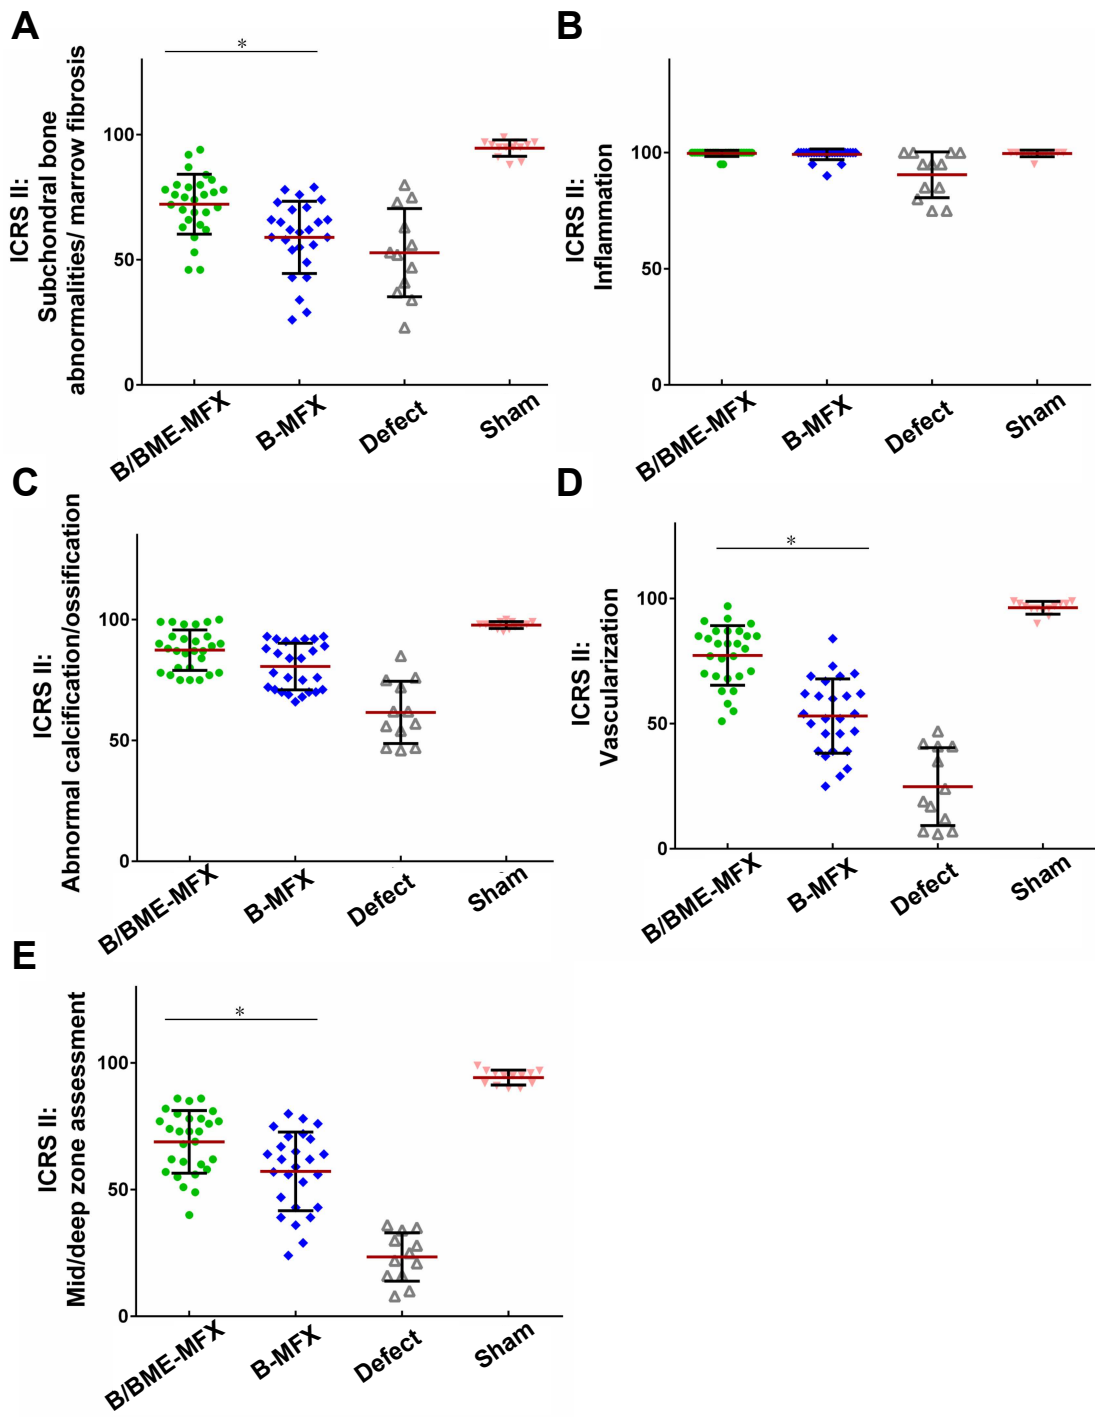 A
B
*
ICRS II:
Subchondral bone
abnormalities/ marrow fibrosis
100
50
0
B/BME-MFX
B-MFX
Defect
Sham
ICRS II:
Inflammation
100
50
0
B/BME-MFX
B-MFX
Defect
Sham
C
D
ICRS II:
Abnormal calcification/ossification
100
50
0
B/BME-MFX
B-MFX
Defect
Sham
*
ICRS II:
Vascularization
100
50
0
B/BME-MFX
B-MFX
Defect
Sham
E
*
ICRS II:
Mid/deep zone assessment
100
50
0
B/BME-MFX
B-MFX
Defect
Sham